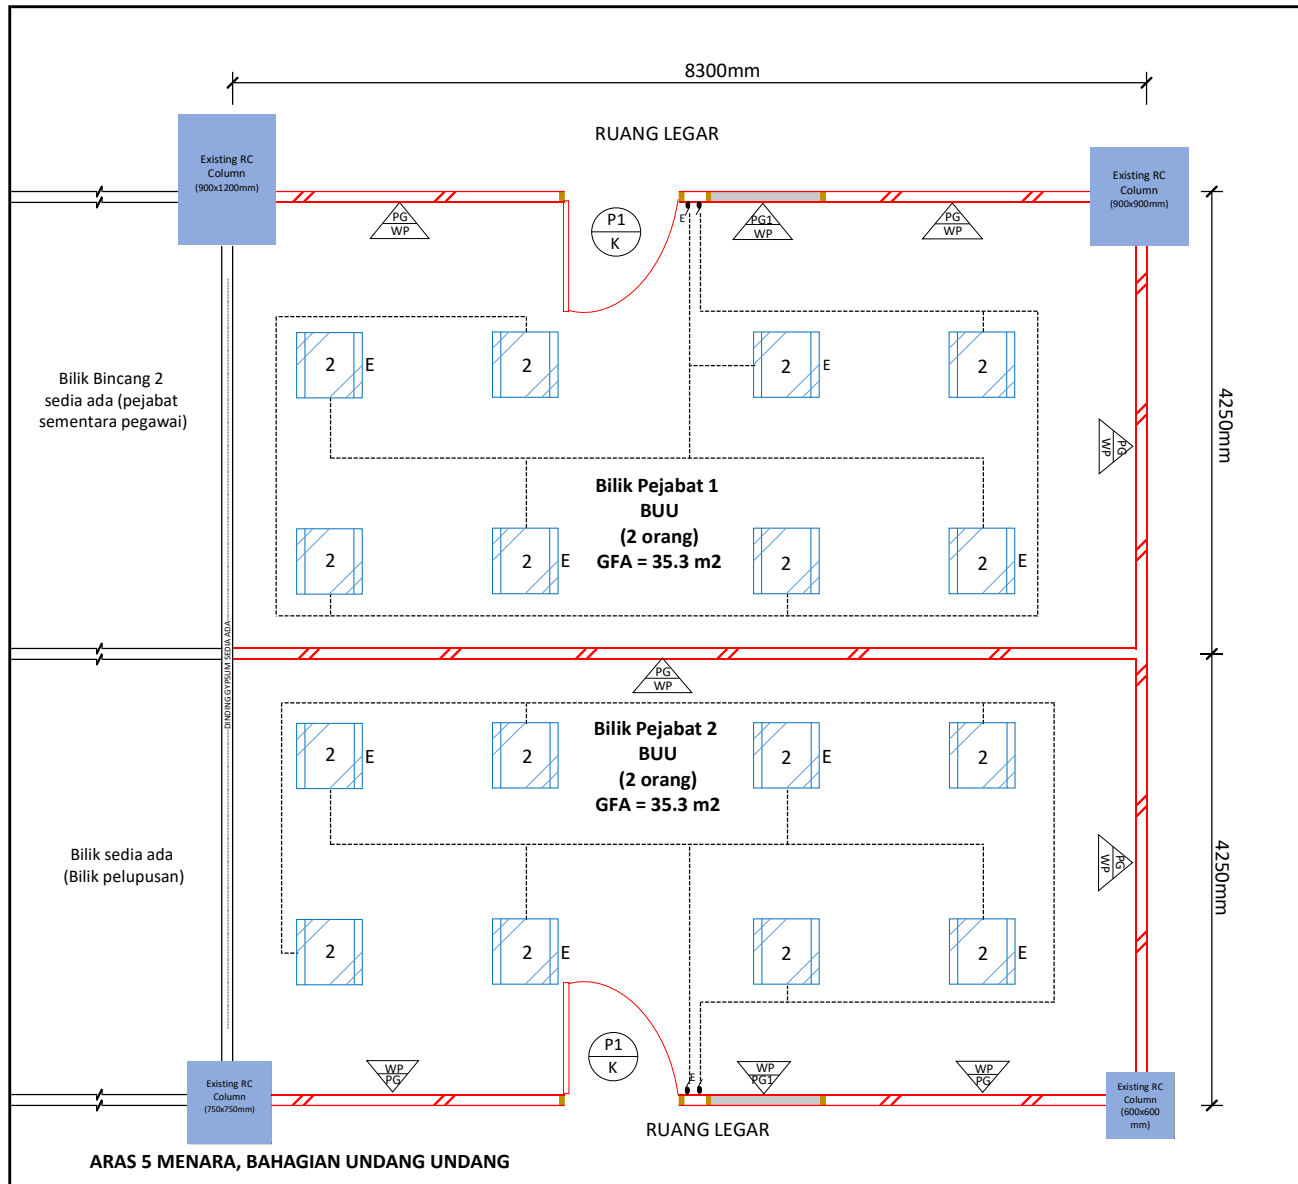 8300mm
RUANG LEGAR
Existing RC
Column
(900x1200mm)
Existing RC
Column
(900x900mm)
P1
K
E
PG
WP
PG1
WP
PG
WP
2
E
2
2
E
2
Bilik Bincang 2
sedia ada (pejabat
sementara pegawai)
4250mm
PG
WP
Bilik Pejabat 1
BUU
(2 orang)
GFA = 35.3 m2
2
2
E
2
2
E
DINDING GYPSUM SEDIA ADA
PG
WP
Bilik Pejabat 2
BUU
(2 orang)
GFA = 35.3 m2
2
E
2
2
E
2
Bilik sedia ada
(Bilik pelupusan)
PG
WP
4250mm
2
2
E
2
2
E
P1
K
E
WP
PG
WP
PG1
WP
PG
Existing RC
Column
(750x750mm)
Existing RC
Column
(600x600
mm)
RUANG LEGAR
ARAS 5 MENARA, BAHAGIAN UNDANG UNDANG